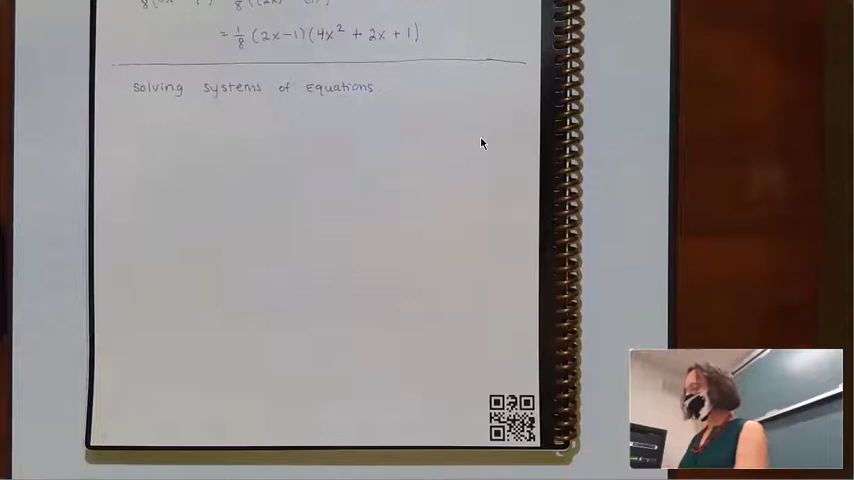 = 1/8 (2x-1)(4x² + 2x + 1)
Solving systems of Equations